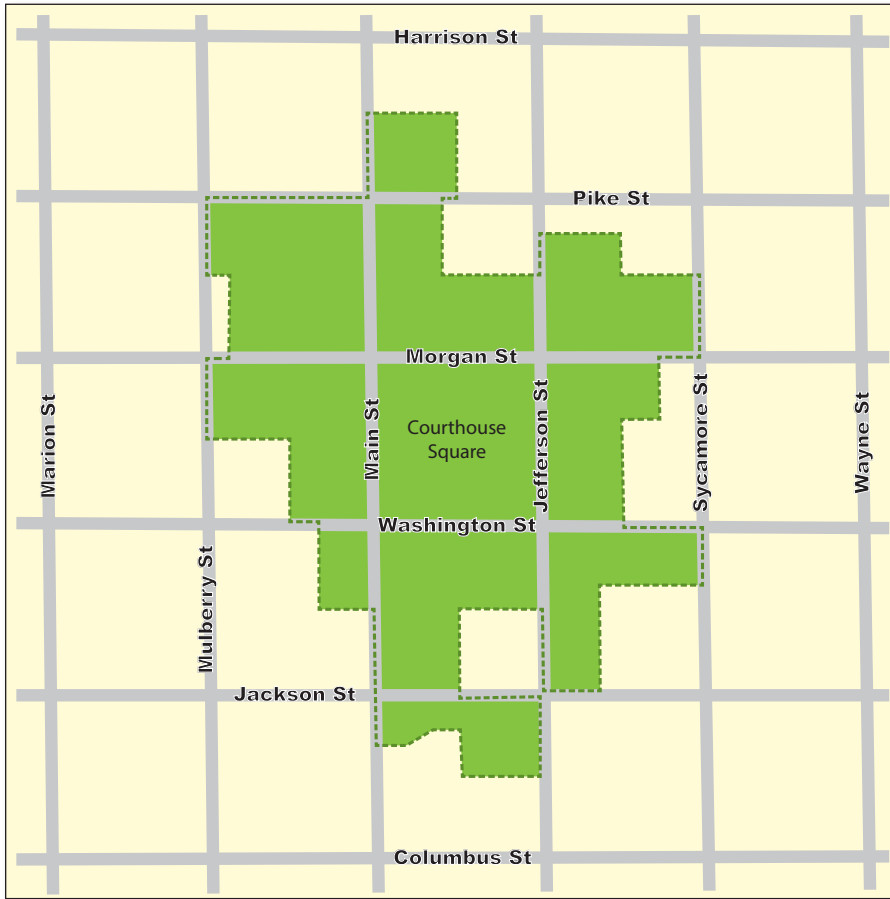 Harrison St
Pike St
Morgan St
Courthouse
Square
Marion St
Main St
Jefferson St
Sycamore St
Wayne St
Washington St
Mulberry St
Jackson St
Columbus St